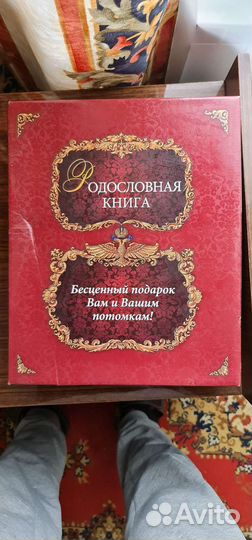 Родословная
книга
Бесценный подарок
Вам и Вашим
потомкам!
Avito